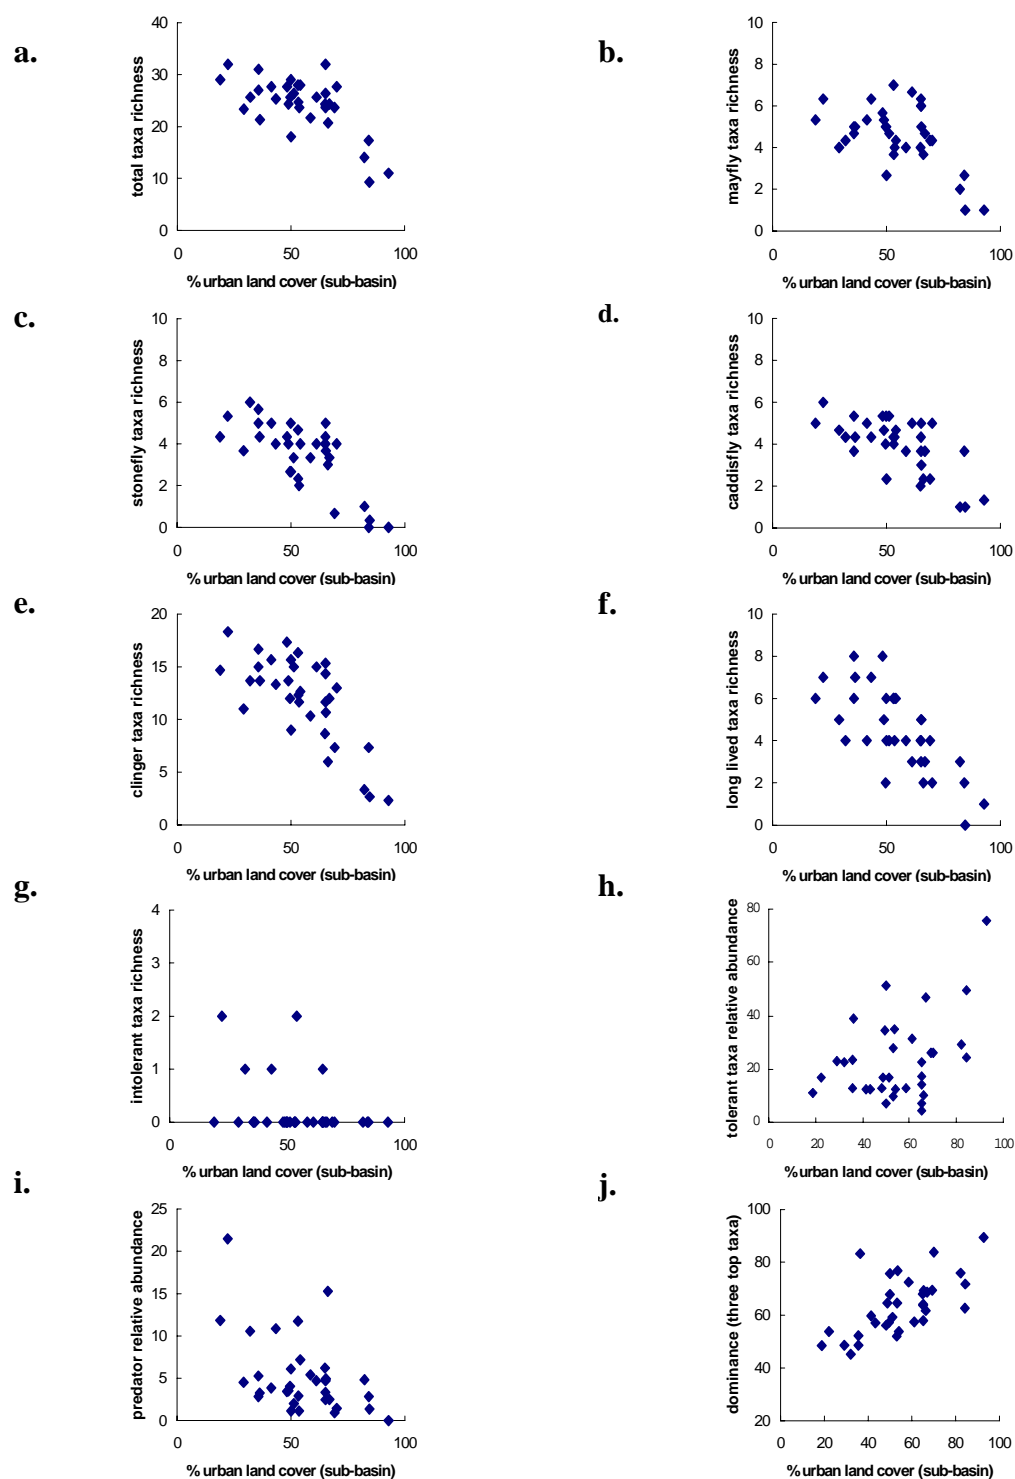 a.
total taxa richness
40
30
20
10
0
0 50 100
% urban land cover (sub-basin)
b.
mayfly taxa richness
10
8
6
4
2
0
0 50 100
% urban land cover (sub-basin)
c.
stonefly taxa richness
10
8
6
4
2
0
0 50 100
% urban land cover (sub-basin)
d.
caddisfly taxa richness
10
8
6
4
2
0
0 50 100
% urban land cover (sub-basin)
e.
clinger taxa richness
20
15
10
5
0
0 50 100
% urban land cover (sub-basin)
f.
long lived taxa richness
10
8
6
4
2
0
0 50 100
% urban land cover (sub-basin)
g.
intolerant taxa richness
4
3
2
1
0
0 50 100
% urban land cover (sub-basin)
h.
tolerant taxa relative abundance
80
60
40
20
0
0 20 40 60 80 100
% urban land cover (sub-basin)
i.
predator relative abundance
25
20
15
10
5
0
0 50 100
% urban land cover (sub-basin)
j.
dominance (three top taxa)
100
80
60
40
20
0 20 40 60 80 100
% urban land cover (sub-basin)